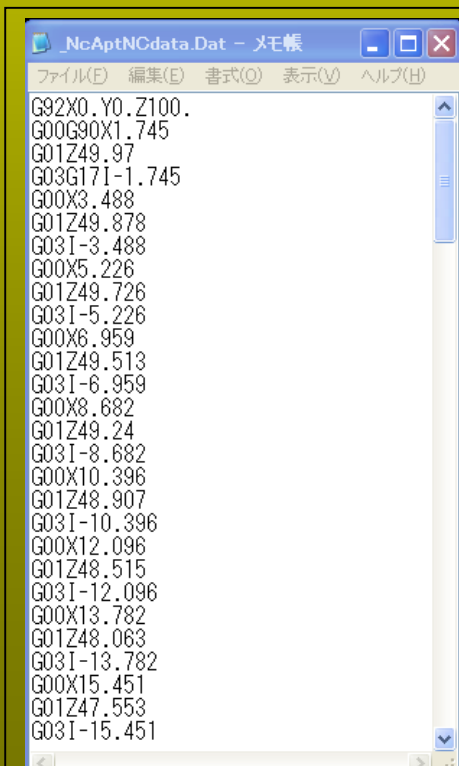 _NcAptNCdata.Dat - メモ帳
ファイル(F) 編集(E) 書式(O) 表示(V) ヘルプ(H)
G92X0.Y0.Z100.
G00G90X1.745
G01Z49.97
G03G17I-1.745
G00X3.488
G01Z49.878
G03I-3.488
G00X5.226
G01Z49.726
G03I-5.226
G00X6.959
G01Z49.513
G03I-6.959
G00X8.682
G01Z49.24
G03I-8.682
G00X10.396
G01Z48.907
G03I-10.396
G00X12.096
G01Z48.515
G03I-12.096
G00X13.782
G01Z48.063
G03I-13.782
G00X15.451
G01Z47.553
G03I-15.451